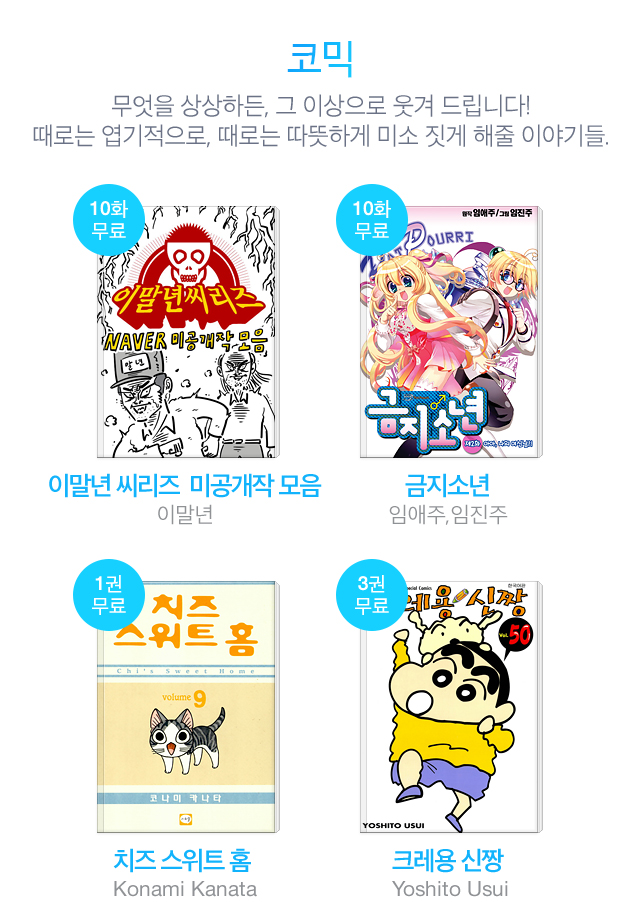 코믹
무엇을 상상하든, 그 이상으로 웃겨 드립니다!
때로는 엽기적으로, 때로는 따뜻하게 미소 짓게 해줄 이야기들.
10화
무료
이말년씨리즈
NAVER 미공개작 모음
말년
이말년 씨리즈 미공개작 모음
이말년
10화
무료
원작 임애주/그림 임진주
POURRI
금지소년
제2화
금지소년
임애주,임진주
1권
무료
치즈
스위트 홈
Chi's Sweet Home
volume 9
코나미 카나타
치즈 스위트 홈
Konami Kanata
3권
무료
Special Comics
한국어판
레용 신짱
Vol. 50
YOSHITO USUI
크레용 신짱
Yoshito Usui